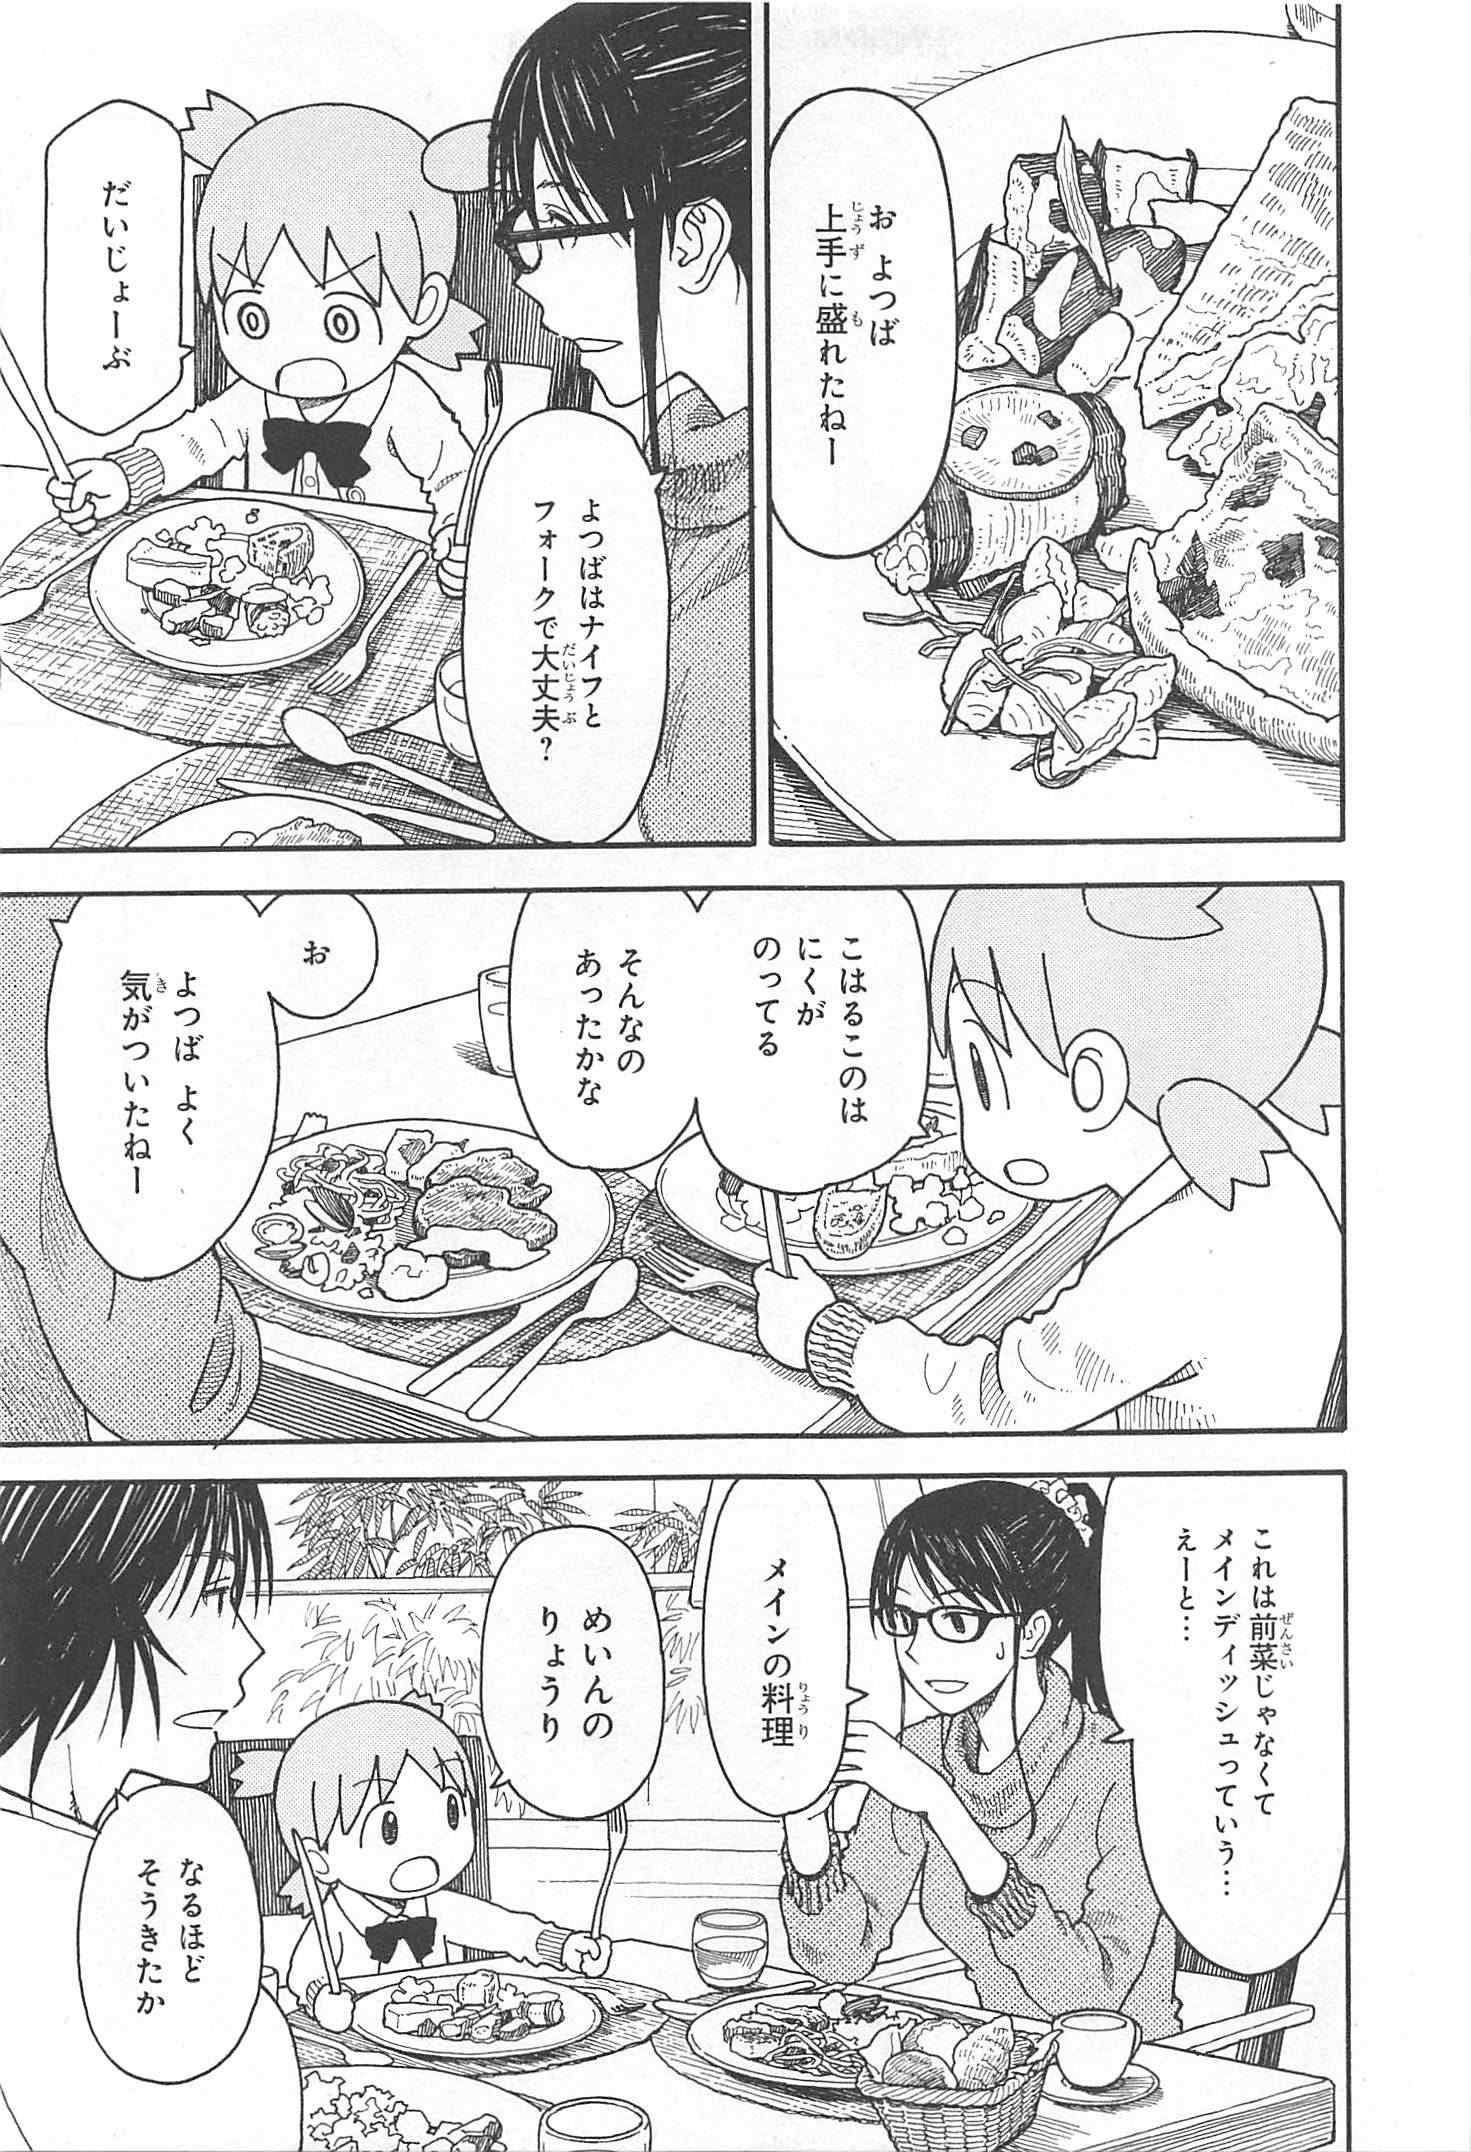 お よつば
上手に盛れたねー
よつばはナイフと
フォークで大丈夫?
だいじょーぶ
こはるこのは
にくが
のってる
そんなの
あったかな
お
よつば よく
気がついたねー
これは前菜じゃなくて
メインディッシュっていう…
えーと…
メインの料理
めいんの
りょうり
なるほど
そうきたか